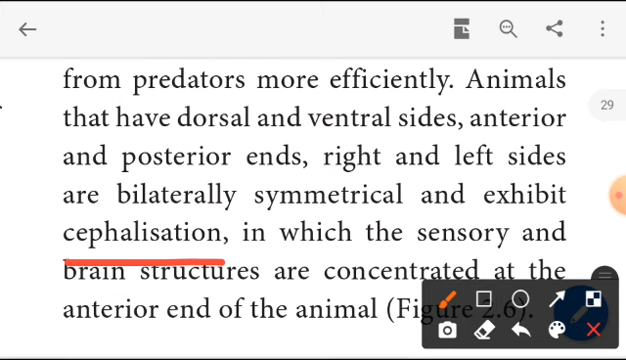 29
from predators more efficiently. Animals
that have dorsal and ventral sides, anterior
and posterior ends, right and left sides
are bilaterally symmetrical and exhibit
cephalisation, in which the sensory and
brain structures are concentrated at the
anterior end of the animal (Figure 2.6).